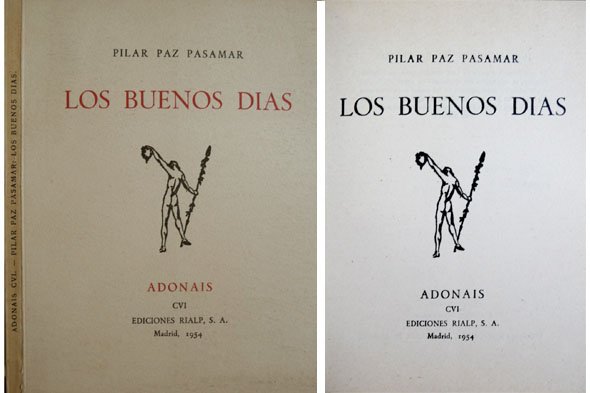 ADONAIS CVI. — PILAR PAZ PASAMAR: LOS BUENOS DIAS.
PILAR PAZ PASAMAR
LOS BUENOS DIAS
ADONAIS
CVI
EDICIONES RIALP, S. A.
Madrid, 1954
PILAR PAZ PASAMAR
LOS BUENOS DIAS
ADONAIS
CVI
EDICIONES RIALP, S. A.
Madrid, 1954